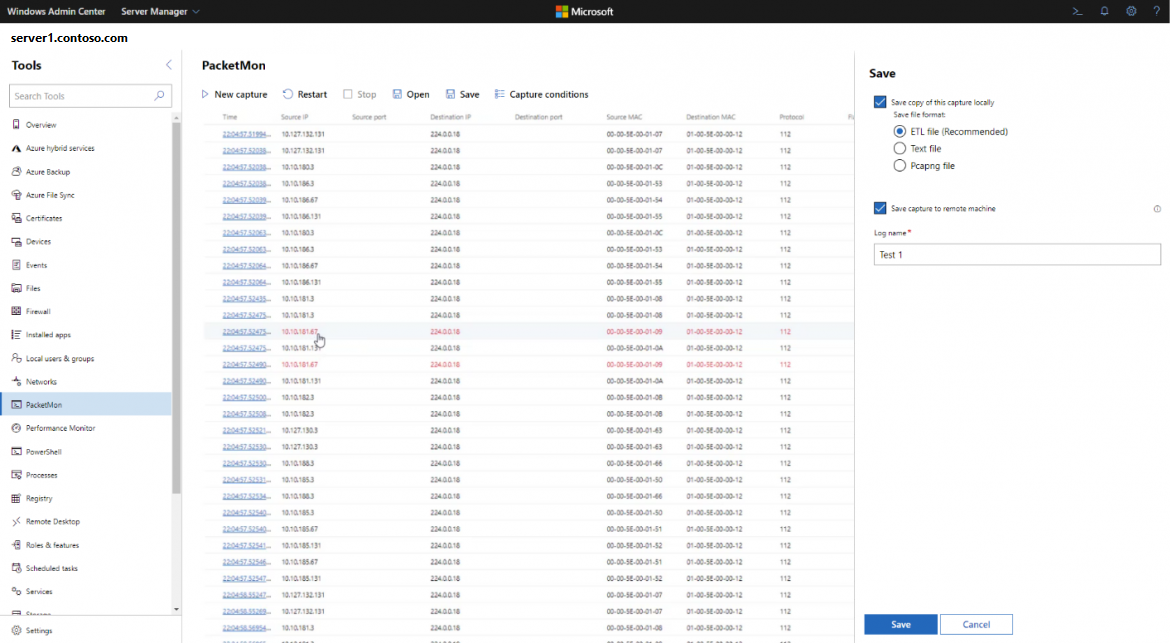 Windows Admin Center Server Manager Microsoft
server1.contoso.com
Tools
Search Tools
Overview
Azure hybrid services
Azure Backup
Azure File Sync
Certificates
Devices
Events
Files
Firewall
Installed apps
Local users & groups
Networks
PacketMon
Performance Monitor
PowerShell
Processes
Registry
Remote Desktop
Roles & features
Scheduled tasks
Services
Storage
Settings
PacketMon
New capture Restart Stop Open Save Capture conditions
Time Source IP Source port Destination IP Destination port Source MAC Destination MAC Protocol
22:04:57.51994... 10.127.132.131 224.0.0.18 00-00-5E-00-01-07 01-00-5E-00-00-12 112
22:04:57.52038... 10.127.132.131 224.0.0.18 00-00-5E-00-01-07 01-00-5E-00-00-12 112
22:04:57.52038... 10.10.180.3 224.0.0.18 00-00-5E-00-01-0C 01-00-5E-00-00-12 112
22:04:57.52038... 10.10.186.3 224.0.0.18 00-00-5E-00-01-53 01-00-5E-00-00-12 112
22:04:57.52039... 10.10.186.67 224.0.0.18 00-00-5E-00-01-54 01-00-5E-00-00-12 112
22:04:57.52039... 10.10.186.131 224.0.0.18 00-00-5E-00-01-55 01-00-5E-00-00-12 112
22:04:57.52063... 10.10.180.3 224.0.0.18 00-00-5E-00-01-0C 01-00-5E-00-00-12 112
22:04:57.52063... 10.10.186.3 224.0.0.18 00-00-5E-00-01-53 01-00-5E-00-00-12 112
22:04:57.52064... 10.10.186.67 224.0.0.18 00-00-5E-00-01-54 01-00-5E-00-00-12 112
22:04:57.52064... 10.10.186.131 224.0.0.18 00-00-5E-00-01-55 01-00-5E-00-00-12 112
22:04:57.52435... 10.10.181.3 224.0.0.18 00-00-5E-00-01-08 01-00-5E-00-00-12 112
22:04:57.52475... 10.10.181.3 224.0.0.18 00-00-5E-00-01-08 01-00-5E-00-00-12 112
22:04:57.52475... 10.10.181.67 224.0.0.18 00-00-5E-00-01-09 01-00-5E-00-00-12 112
22:04:57.52475... 10.10.181.131 224.0.0.18 00-00-5E-00-01-0A 01-00-5E-00-00-12 112
22:04:57.52490... 10.10.181.67 224.0.0.18 00-00-5E-00-01-09 01-00-5E-00-00-12 112
22:04:57.52490... 10.10.181.131 224.0.0.18 00-00-5E-00-01-0A 01-00-5E-00-00-12 112
22:04:57.52500... 10.10.182.3 224.0.0.18 00-00-5E-00-01-0B 01-00-5E-00-00-12 112
22:04:57.52508... 10.10.182.3 224.0.0.18 00-00-5E-00-01-0B 01-00-5E-00-00-12 112
22:04:57.52521... 10.127.130.3 224.0.0.18 00-00-5E-00-01-63 01-00-5E-00-00-12 112
22:04:57.52530... 10.127.130.3 224.0.0.18 00-00-5E-00-01-63 01-00-5E-00-00-12 112
22:04:57.52530... 10.10.188.3 224.0.0.18 00-00-5E-00-01-66 01-00-5E-00-00-12 112
22:04:57.52531... 10.10.185.3 224.0.0.18 00-00-5E-00-01-50 01-00-5E-00-00-12 112
22:04:57.52534... 10.10.188.3 224.0.0.18 00-00-5E-00-01-66 01-00-5E-00-00-12 112
22:04:57.52540... 10.10.185.3 224.0.0.18 00-00-5E-00-01-50 01-00-5E-00-00-12 112
22:04:57.52540... 10.10.185.67 224.0.0.18 00-00-5E-00-01-51 01-00-5E-00-00-12 112
22:04:57.52541... 10.10.185.131 224.0.0.18 00-00-5E-00-01-52 01-00-5E-00-00-12 112
22:04:57.52546... 10.10.185.67 224.0.0.18 00-00-5E-00-01-51 01-00-5E-00-00-12 112
22:04:57.52547... 10.10.185.131 224.0.0.18 00-00-5E-00-01-52 01-00-5E-00-00-12 112
22:04:58.55247... 10.127.132.131 224.0.0.18 00-00-5E-00-01-07 01-00-5E-00-00-12 112
22:04:58.55269... 10.127.132.131 224.0.0.18 00-00-5E-00-01-07 01-00-5E-00-00-12 112
22:04:58.56954... 10.10.181.3 224.0.0.18 00-00-5E-00-01-08 01-00-5E-00-00-12 112
Save
Save copy of this capture locally
Save file format:
ETL file (Recommended)
Text file
Pcapng file
Save capture to remote machine
Log name*
Test 1
Save Cancel